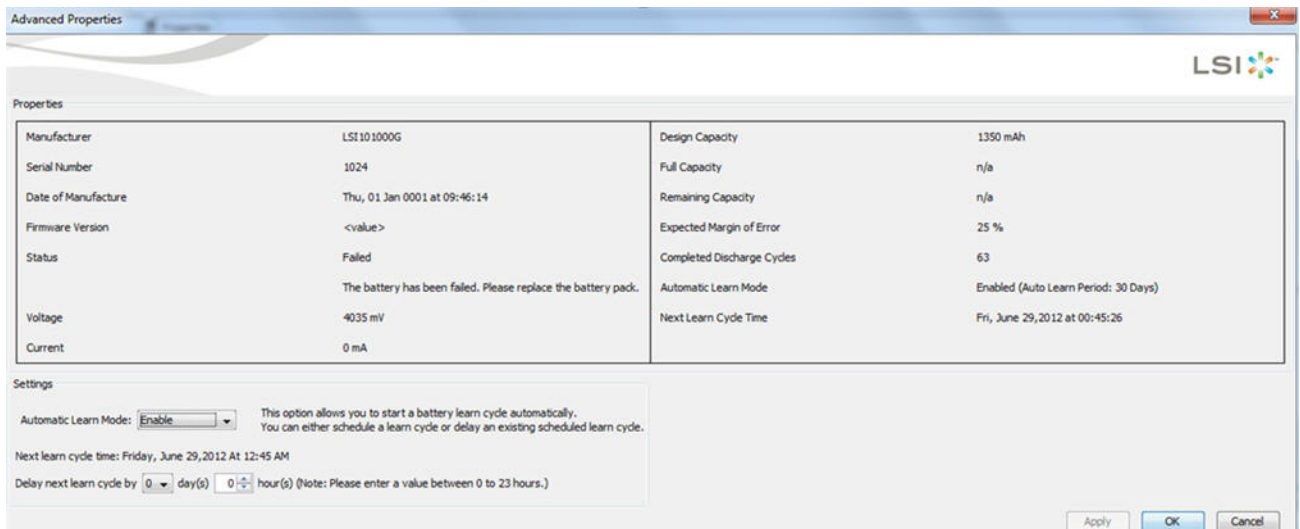 Advanced Properties
LSI
Properties
Manufacturer LSI101000G
Serial Number 1024
Date of Manufacture Thu, 01 Jan 0001 at 09:46:14
Firmware Version <value>
Status Failed
The battery has been failed. Please replace the battery pack.
Voltage 4035 mV
Current 0 mA
Design Capacity 1350 mAh
Full Capacity n/a
Remaining Capacity n/a
Expected Margin of Error 25 %
Completed Discharge Cycles 63
Automatic Learn Mode Enabled (Auto Learn Period: 30 Days)
Next Learn Cycle Time Fri, June 29,2012 at 00:45:26
Settings
Automatic Learn Mode: Enable
This option allows you to start a battery learn cycle automatically.
You can either schedule a learn cycle or delay an existing scheduled learn cycle.
Next learn cycle time: Friday, June 29,2012 At 12:45 AM
Delay next learn cycle by 0 day(s) 0 hour(s) (Note: Please enter a value between 0 to 23 hours.)
Apply OK Cancel